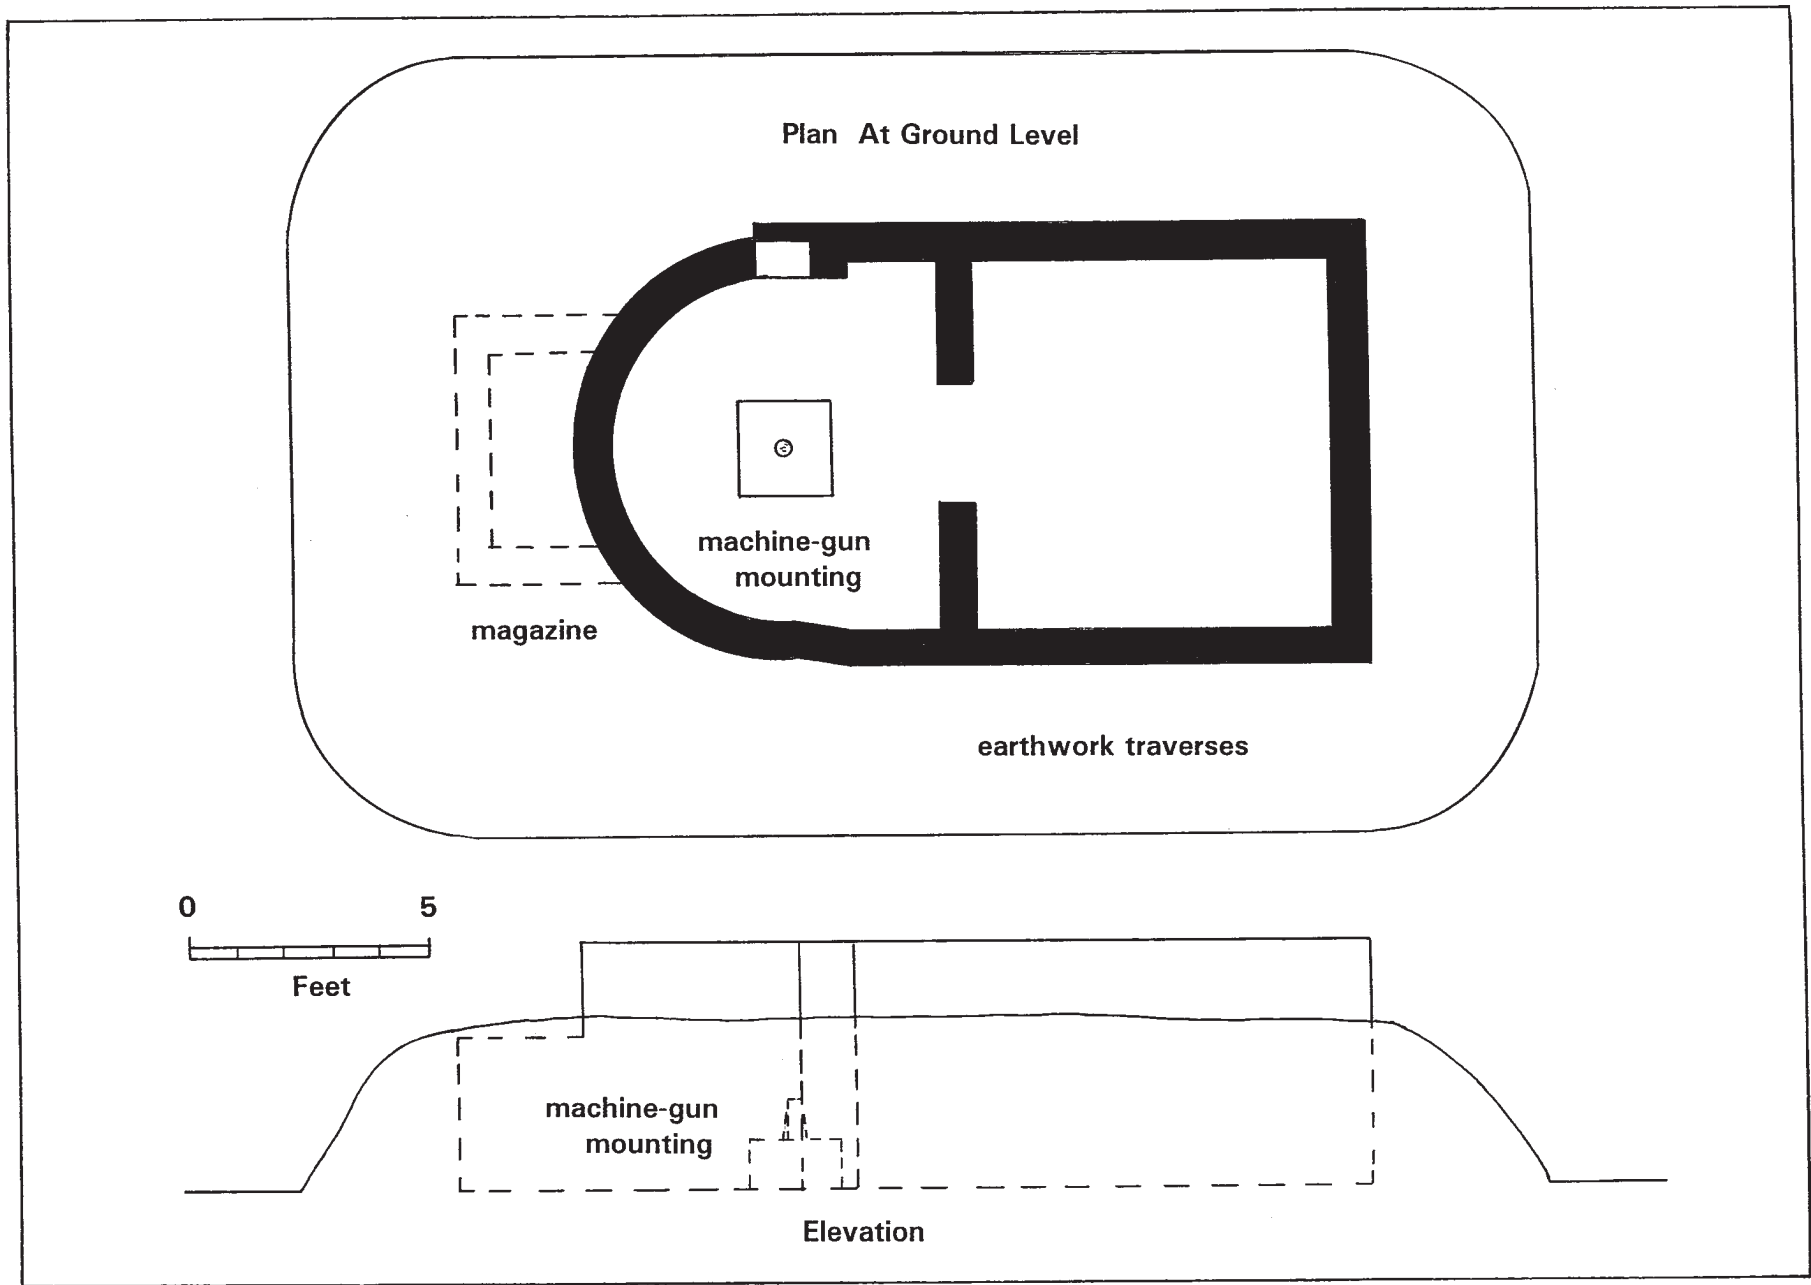 Plan At Ground Level
machine-gun
mounting
magazine
earthwork traverses
0 5
Feet
machine-gun
mounting
Elevation